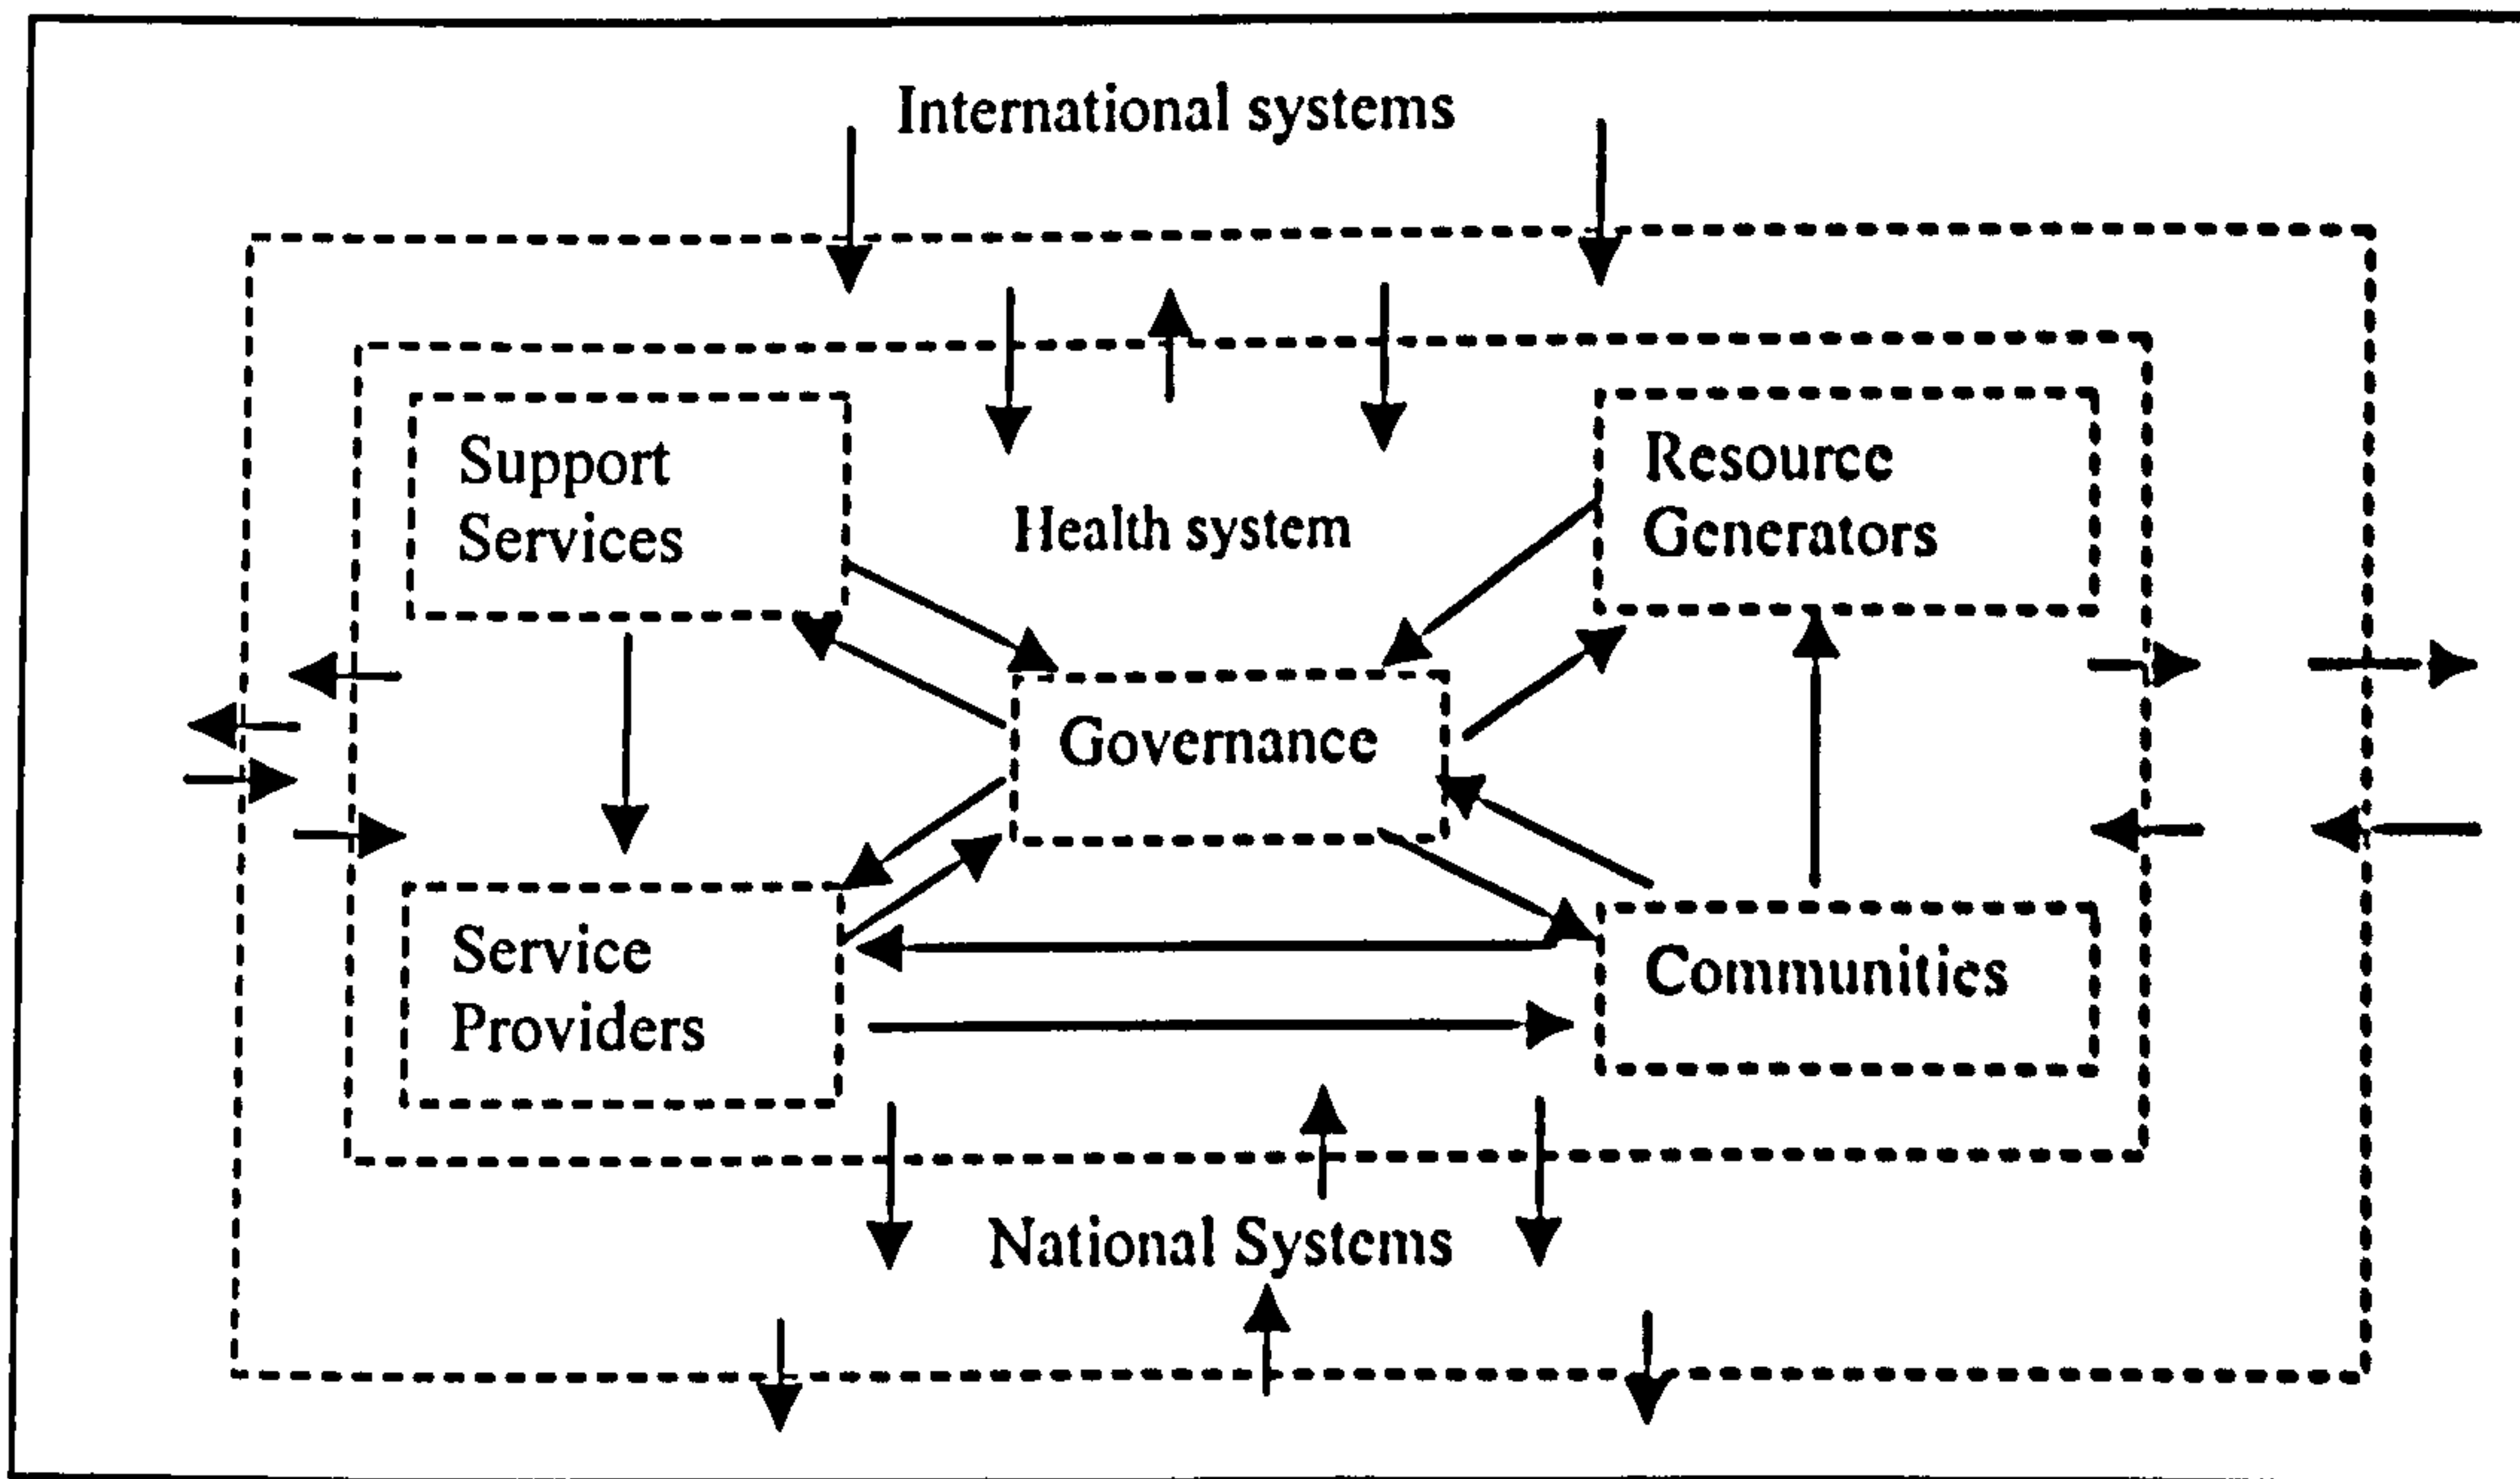 International systems
Support
Services
Health system
Resource
Generators
Governance
Service
Providers
Communities
National Systems